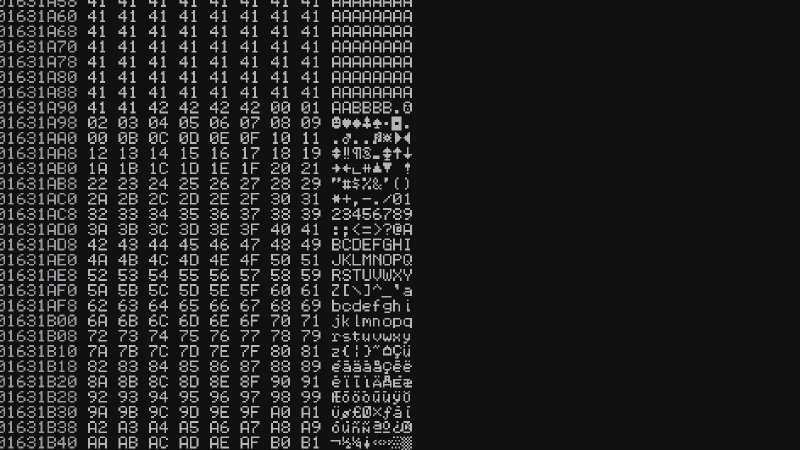 01631A58 41 41 41 41 41 41 41 41 AAAAAAAA
01631A60 41 41 41 41 41 41 41 41 AAAAAAAA
01631A68 41 41 41 41 41 41 41 41 AAAAAAAA
01631A70 41 41 41 41 41 41 41 41 AAAAAAAA
01631A78 41 41 41 41 41 41 41 41 AAAAAAAA
01631A80 41 41 41 41 41 41 41 41 AAAAAAAA
01631A88 41 41 41 41 41 41 41 41 AAAAAAAA
01631A90 41 41 42 42 42 42 00 01 AABBBB.☺
01631A98 02 03 04 05 06 07 08 09 ☻♥♦♣♠•◘.
01631AA0 00 0B 0C 0D 0E 0F 10 11 .♂..♫☼►◄
01631AA8 12 13 14 15 16 17 18 19 ↕‼¶§▬↨↑↓
01631AB0 1A 1B 1C 1D 1E 1F 20 21 →←∟↔▲▼ !
01631AB8 22 23 24 25 26 27 28 29 "#$%&'()
01631AC0 2A 2B 2C 2D 2E 2F 30 31 *+,-./01
01631AC8 32 33 34 35 36 37 38 39 23456789
01631AD0 3A 3B 3C 3D 3E 3F 40 41 :;<=>?@A
01631AD8 42 43 44 45 46 47 48 49 BCDEFGHI
01631AE0 4A 4B 4C 4D 4E 4F 50 51 JKLMNOPQ
01631AE8 52 53 54 55 56 57 58 59 RSTUVWXY
01631AF0 5A 5B 5C 5D 5E 5F 60 61 Z[\]^_`a
01631AF8 62 63 64 65 66 67 68 69 bcdefghi
01631B00 6A 6B 6C 6D 6E 6F 70 71 jklmnopq
01631B08 72 73 74 75 76 77 78 79 rstuvwxy
01631B10 7A 7B 7C 7D 7E 7F 80 81 z{|}~⌂Çü
01631B18 82 83 84 85 86 87 88 89 éâäàåçêë
01631B20 8A 8B 8C 8D 8E 8F 90 91 èïîìÄÅÉæ
01631B28 92 93 94 95 96 97 98 99 ÆôöòûùÿÖ
01631B30 9A 9B 9C 9D 9E 9F A0 A1 Üø£Ø×ƒáí
01631B38 A2 A3 A4 A5 A6 A7 A8 A9 óúñÑªº¿®
01631B40 AA AB AC AD AE AF B0 B1 ¬½¼¡«»░▒